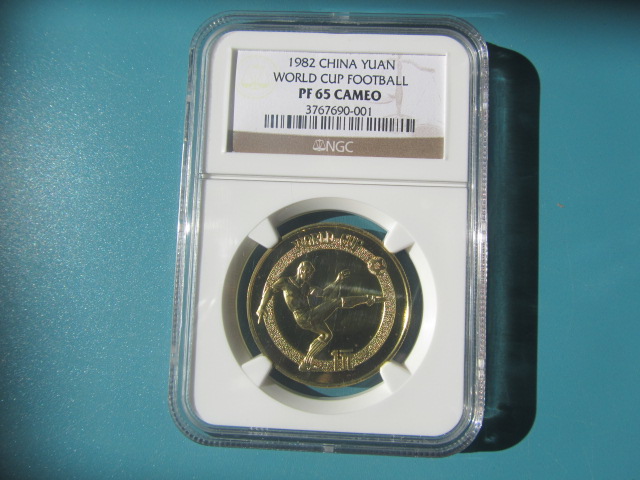 1982 CHINA YUAN
WORLD CUP FOOTBALL
PF 65 CAMEO
3767690-001
NGC
WORLD CUP
1元